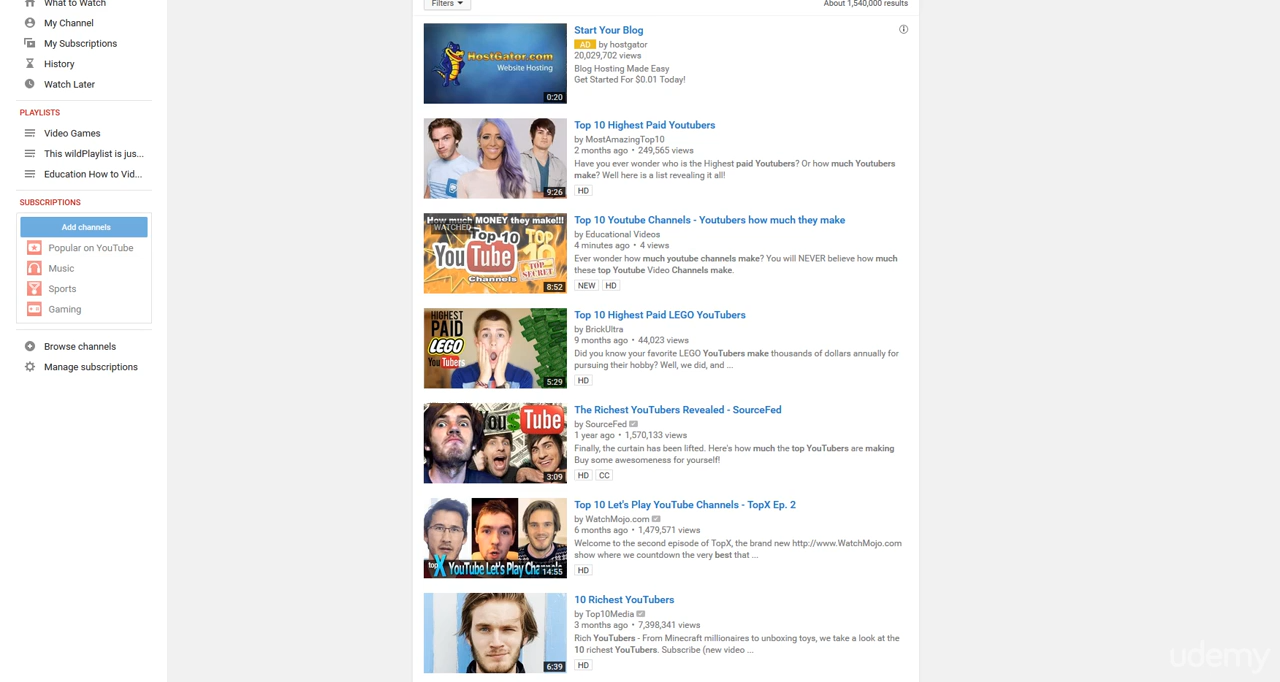 What to Watch
My Channel
My Subscriptions
History
Watch Later
PLAYLISTS
Video Games
This wildPlaylist is jus...
Education How to Vid...
SUBSCRIPTIONS
Add channels
Popular on YouTube
Music
Sports
Gaming
Browse channels
Manage subscriptions
Filters
About 1,540,000 results
HostGator.com
Website Hosting
0:20
Start Your Blog
AD by hostgator
20,029,702 views
Blog Hosting Made Easy
Get Started For $0.01 Today!
9:26
Top 10 Highest Paid Youtubers
by MostAmazingTop10
2 months ago • 249,565 views
Have you ever wonder who is the Highest paid Youtubers? Or how much Youtubers
make? Well here is a list revealing it all!
HD
How much MONEY they make!!!
WATCHED
Top 10
YouTube
Channels
TOP 10
TOP SECRET
8:52
Top 10 Youtube Channels - Youtubers how much they make
by Educational Videos
4 minutes ago • 4 views
Ever wonder how much youtube channels make? You will NEVER believe how much
these top Youtube Video Channels make.
NEW HD
HIGHEST
PAID
LEGO
YouTubers
5:29
Top 10 Highest Paid LEGO YouTubers
by BrickUltra
9 months ago • 44,023 views
Did you know your favorite LEGO YouTubers make thousands of dollars annually for
pursuing their hobby? Well, we did, and ...
HD
You $ Tube
3:09
The Richest YouTubers Revealed - SourceFed
by SourceFed
1 year ago • 1,570,133 views
Finally, the curtain has been lifted. Here's how much the top YouTubers are making
Buy some awesomeness for yourself!
HD CC
topX YouTube Let's Play Channels
14:55
Top 10 Let's Play YouTube Channels - TopX Ep. 2
by WatchMojo.com
6 months ago • 1,479,571 views
Welcome to the second episode of TopX, the brand new http://www.WatchMojo.com
show where we countdown the very best that ...
HD
6:39
10 Richest YouTubers
by Top10Media
3 months ago • 7,398,341 views
Rich YouTubers - From Minecraft millionaires to unboxing toys, we take a look at the
10 richest YouTubers. Subscribe (new video ...
HD
udemy